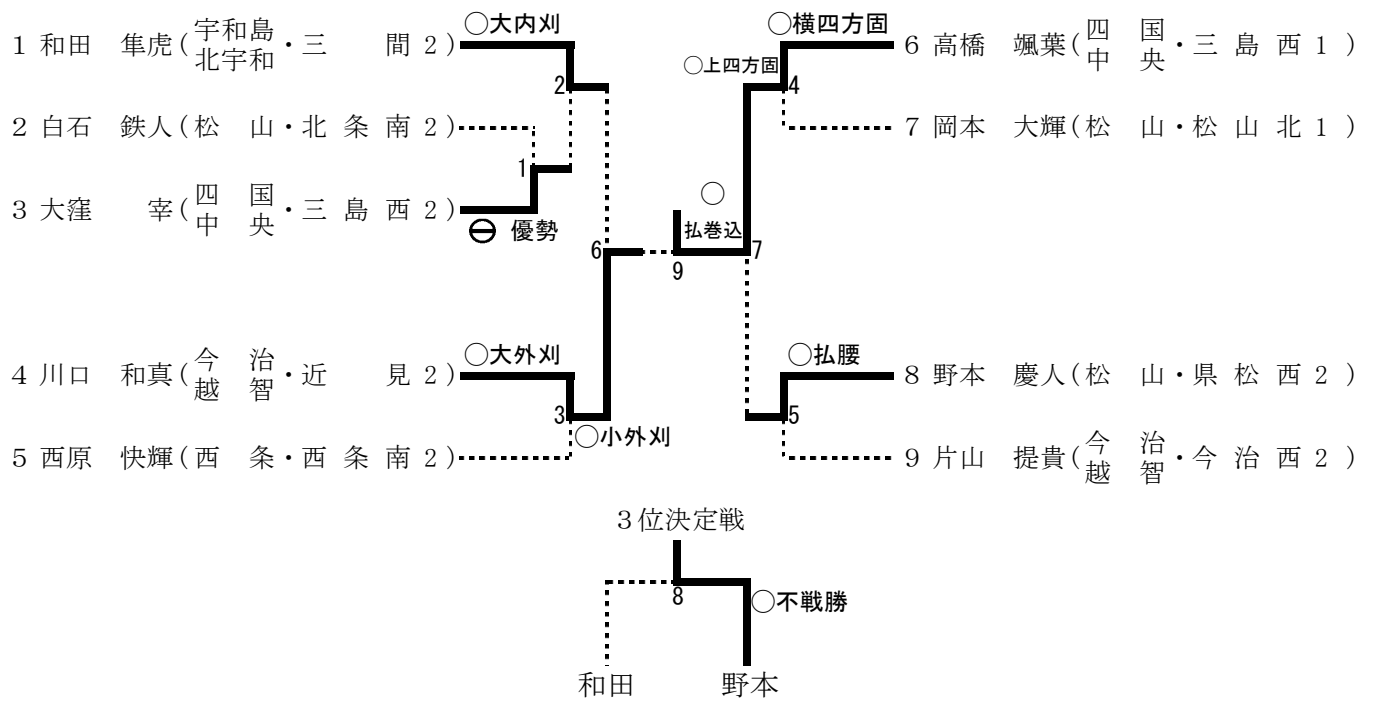 ○大内刈
1 和田 隼虎(宇和島北宇和・三 間 2)
2
2 白石 鉄人(松 山・北 条 南 2)
1
3 大窪 宰(四国中央・三 島 西 2)
⊖ 優勢
6
4 川口 和真(今治越智・近 見 2)
○大外刈
3
○小外刈
5 西原 快輝(西 条・西 条 南 2)
○横四方固
6 高橋 颯葉(四国中央・三 島 西 1)
○上四方固
4
7 岡本 大輝(松 山・松 山 北 1)
○
払巻込
7
9
○払腰
8 野本 慶人(松 山・県 松 西 2)
5
9 片山 提貴(今治越智・今 治 西 2)
3位決定戦
8
○不戦勝
和田 野本